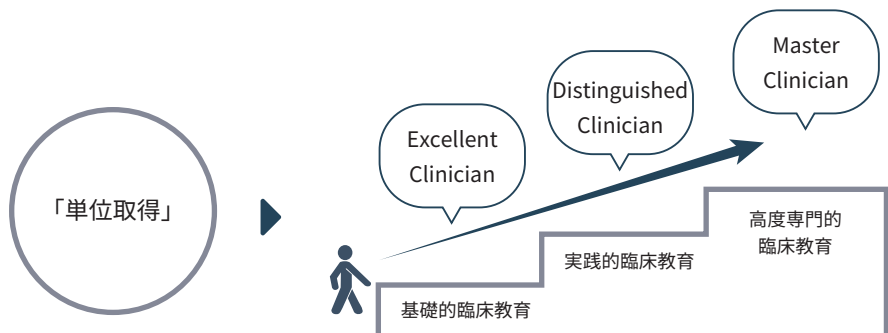 「単位取得」
Excellent
Clinician
Distinguished
Clinician
Master
Clinician
基礎的臨床教育
実践的臨床教育
高度専門的
臨床教育